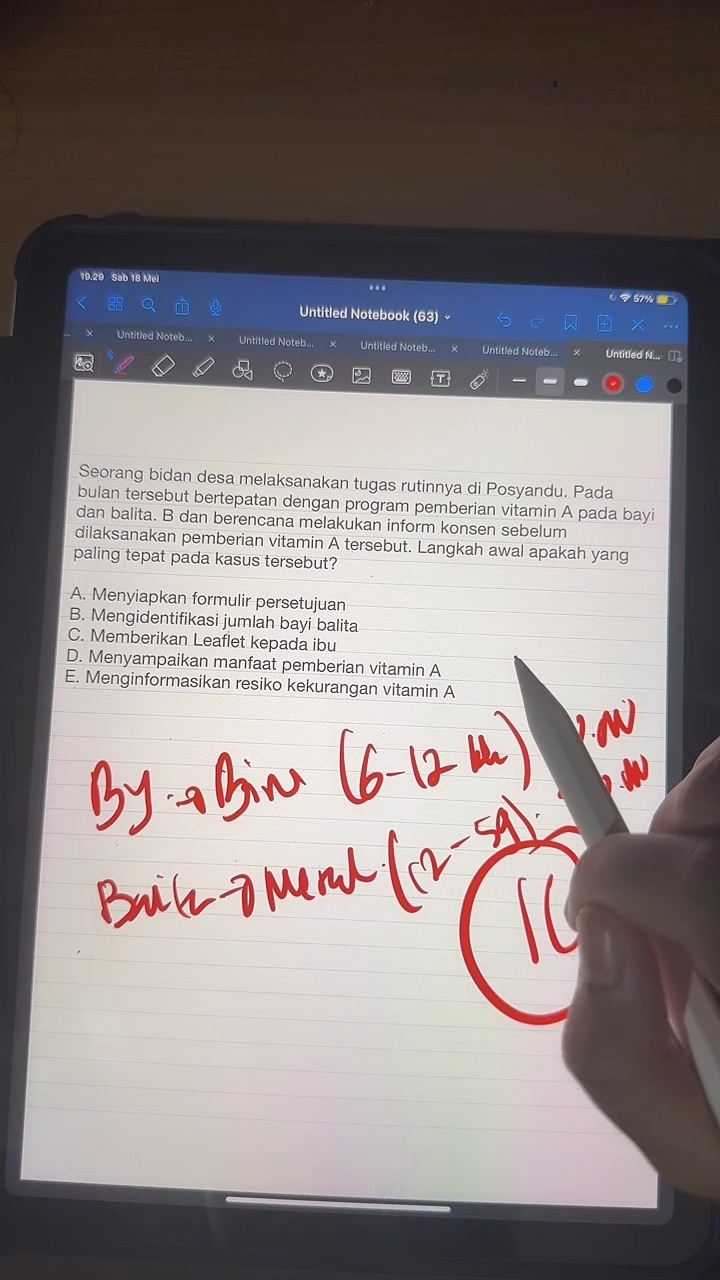 19.29 Sab 18 Mei
57%
Untitled Notebook (63)
Untitled Noteb...
Untitled Noteb...
Untitled Noteb...
Untitled Noteb...
Untitled N...
Seorang bidan desa melaksanakan tugas rutinnya di Posyandu. Pada
bulan tersebut bertepatan dengan program pemberian vitamin A pada bayi
dan balita. B dan berencana melakukan inform konsen sebelum
dilaksanakan pemberian vitamin A tersebut. Langkah awal apakah yang
paling tepat pada kasus tersebut?
A. Menyiapkan formulir persetujuan
B. Mengidentifikasi jumlah bayi balita
C. Memberikan Leaflet kepada ibu
D. Menyampaikan manfaat pemberian vitamin A
E. Menginformasikan resiko kekurangan vitamin A
By (6-12
(12-59)